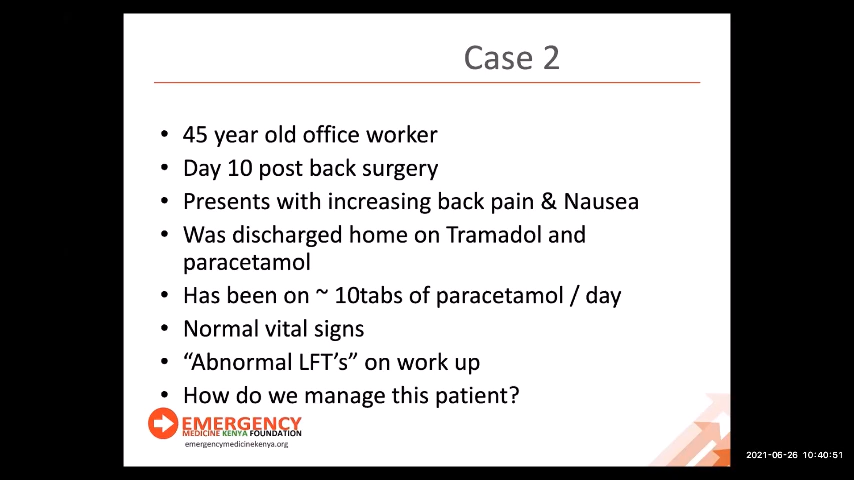 Case 2
• 45 year old office worker
• Day 10 post back surgery
• Presents with increasing back pain & Nausea
• Was discharged home on Tramadol and
paracetamol
• Has been on ~ 10tabs of paracetamol / day
• Normal vital signs
• “Abnormal LFT’s” on work up
• How do we manage this patient?
EMERGENCY
MEDICINE KENYA FOUNDATION
emergencymedicinekenya.org
2021-06-26 10:40:51